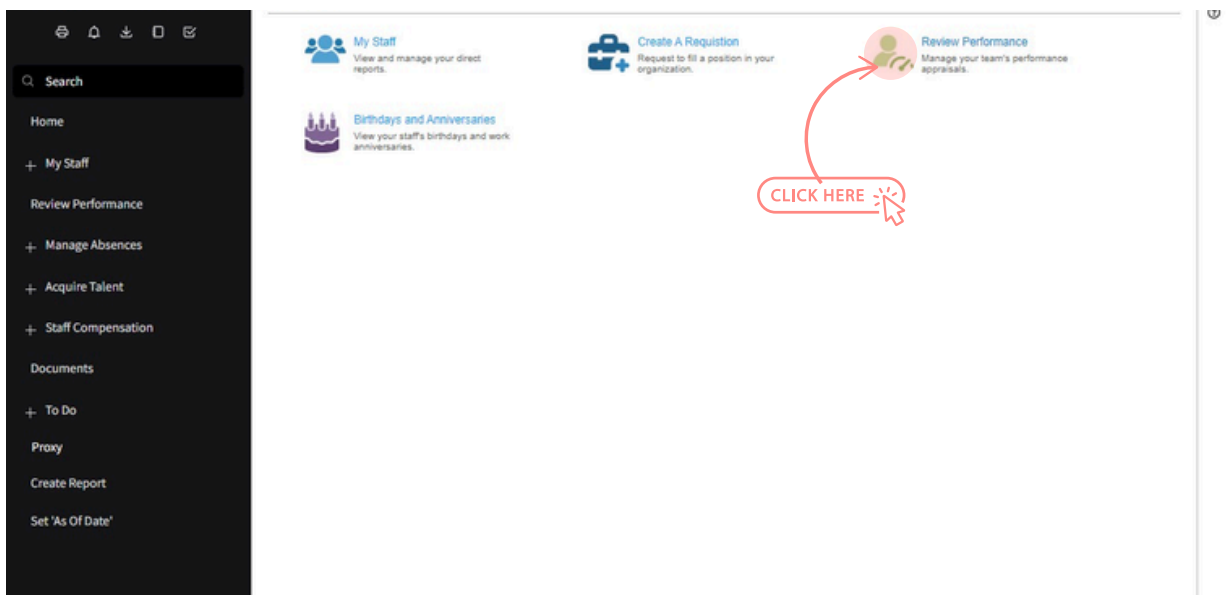 Search
Home
My Staff
Review Performance
Manage Absences
Acquire Talent
Staff Compensation
Documents
To Do
Proxy
Create Report
Set 'As Of Date'
My Staff
View and manage your direct
reports.
Create A Requistion
Request to fill a position in your
organization.
Review Performance
Manage your team's performance
appraisals.
Birthdays and Anniversaries
View your staff's birthdays and work
anniversaries.
CLICK HERE